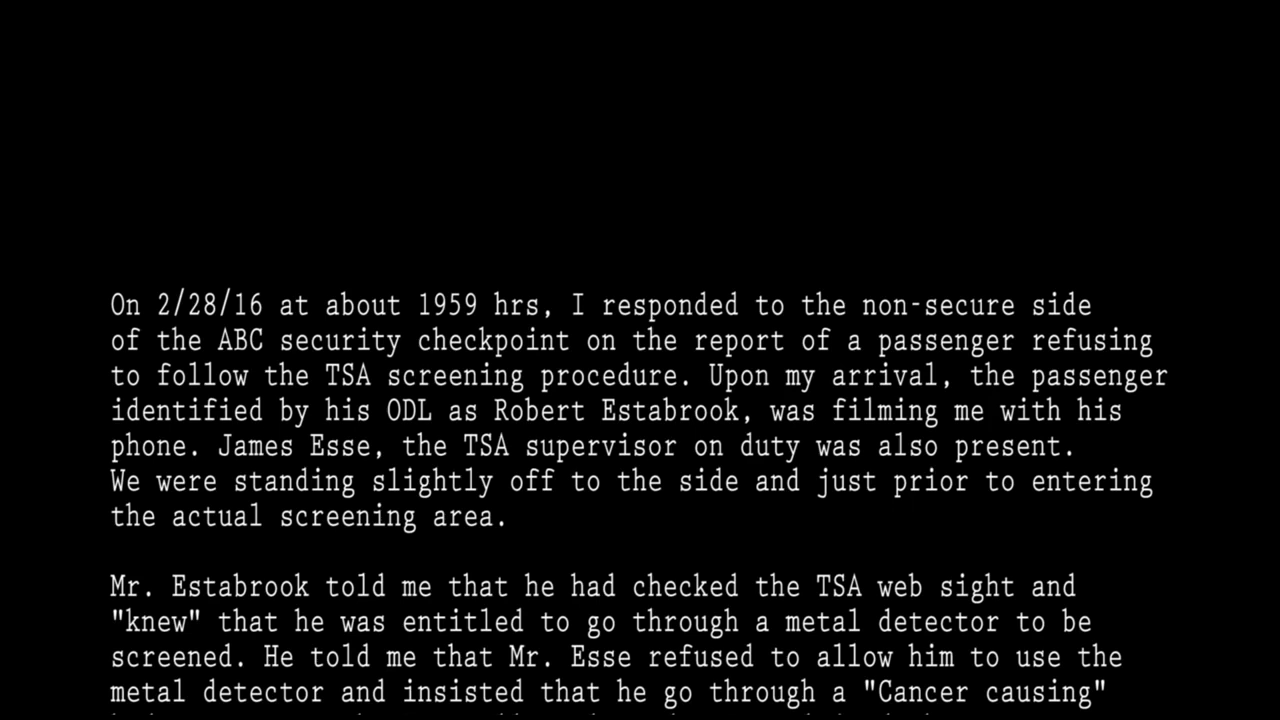 On 2/28/16 at about 1959 hrs, I responded to the non-secure side
of the ABC security checkpoint on the report of a passenger refusing
to follow the TSA screening procedure. Upon my arrival, the passenger
identified by his ODL as Robert Estabrook, was filming me with his
phone. James Esse, the TSA supervisor on duty was also present.
We were standing slightly off to the side and just prior to entering
the actual screening area.
Mr. Estabrook told me that he had checked the TSA web sight and
"knew" that he was entitled to go through a metal detector to be
screened. He told me that Mr. Esse refused to allow him to use the
metal detector and insisted that he go through a "Cancer causing"